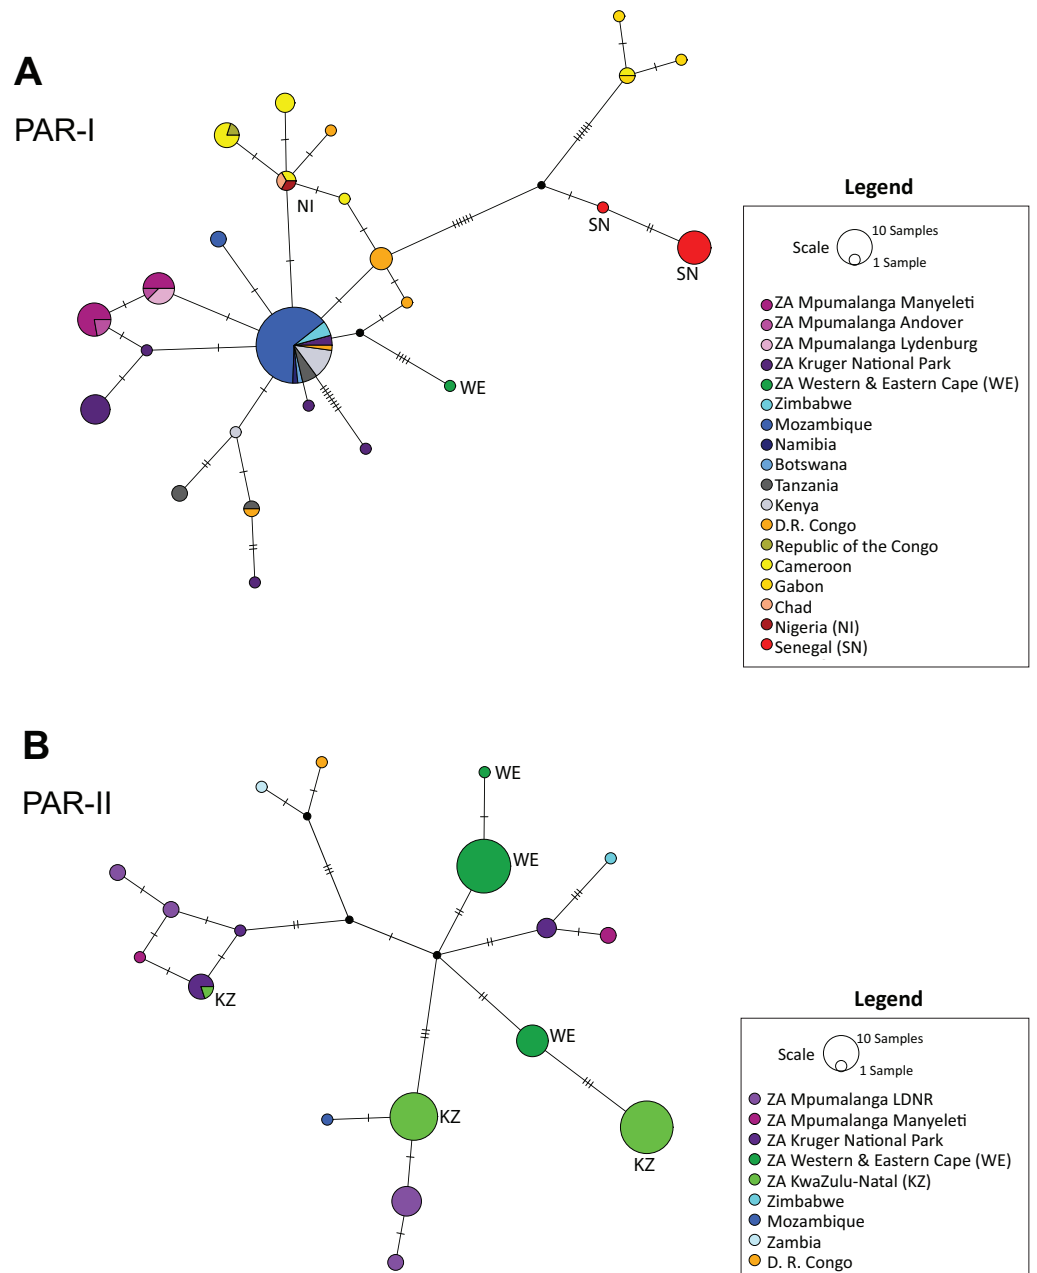 A
PAR-I
NI
SN
SN
WE
Legend
Scale
10 Samples
1 Sample
ZA Mpumalanga Manyeleti
ZA Mpumalanga Andover
ZA Mpumalanga Lydenburg
ZA Kruger National Park
ZA Western & Eastern Cape (WE)
Zimbabwe
Mozambique
Namibia
Botswana
Tanzania
Kenya
D.R. Congo
Republic of the Congo
Cameroon
Gabon
Chad
Nigeria (NI)
Senegal (SN)
B
PAR-II
WE
WE
KZ
WE
KZ
KZ
Legend
Scale
10 Samples
1 Sample
ZA Mpumalanga LDNR
ZA Mpumalanga Manyeleti
ZA Kruger National Park
ZA Western & Eastern Cape (WE)
ZA KwaZulu-Natal (KZ)
Zimbabwe
Mozambique
Zambia
D. R. Congo